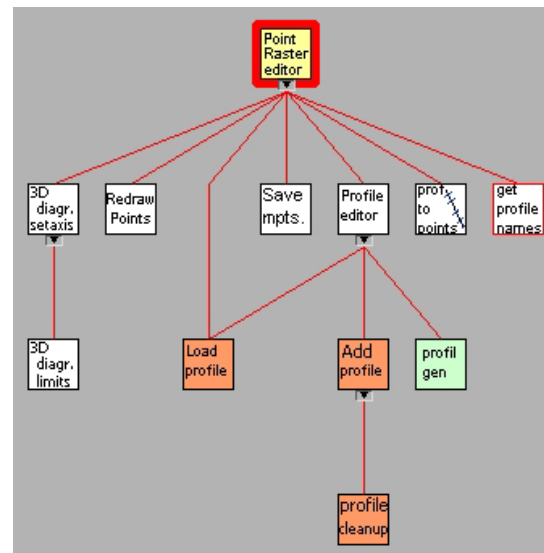 Point
Raster
editor
3D
diagr.
setaxis
Redraw
Points
Save
mpts.
Profile
editor
prof
to
points
get
profile
names
3D
diagr.
limits
Load
profile
Add
profile
profil
gen
profile
cleanup